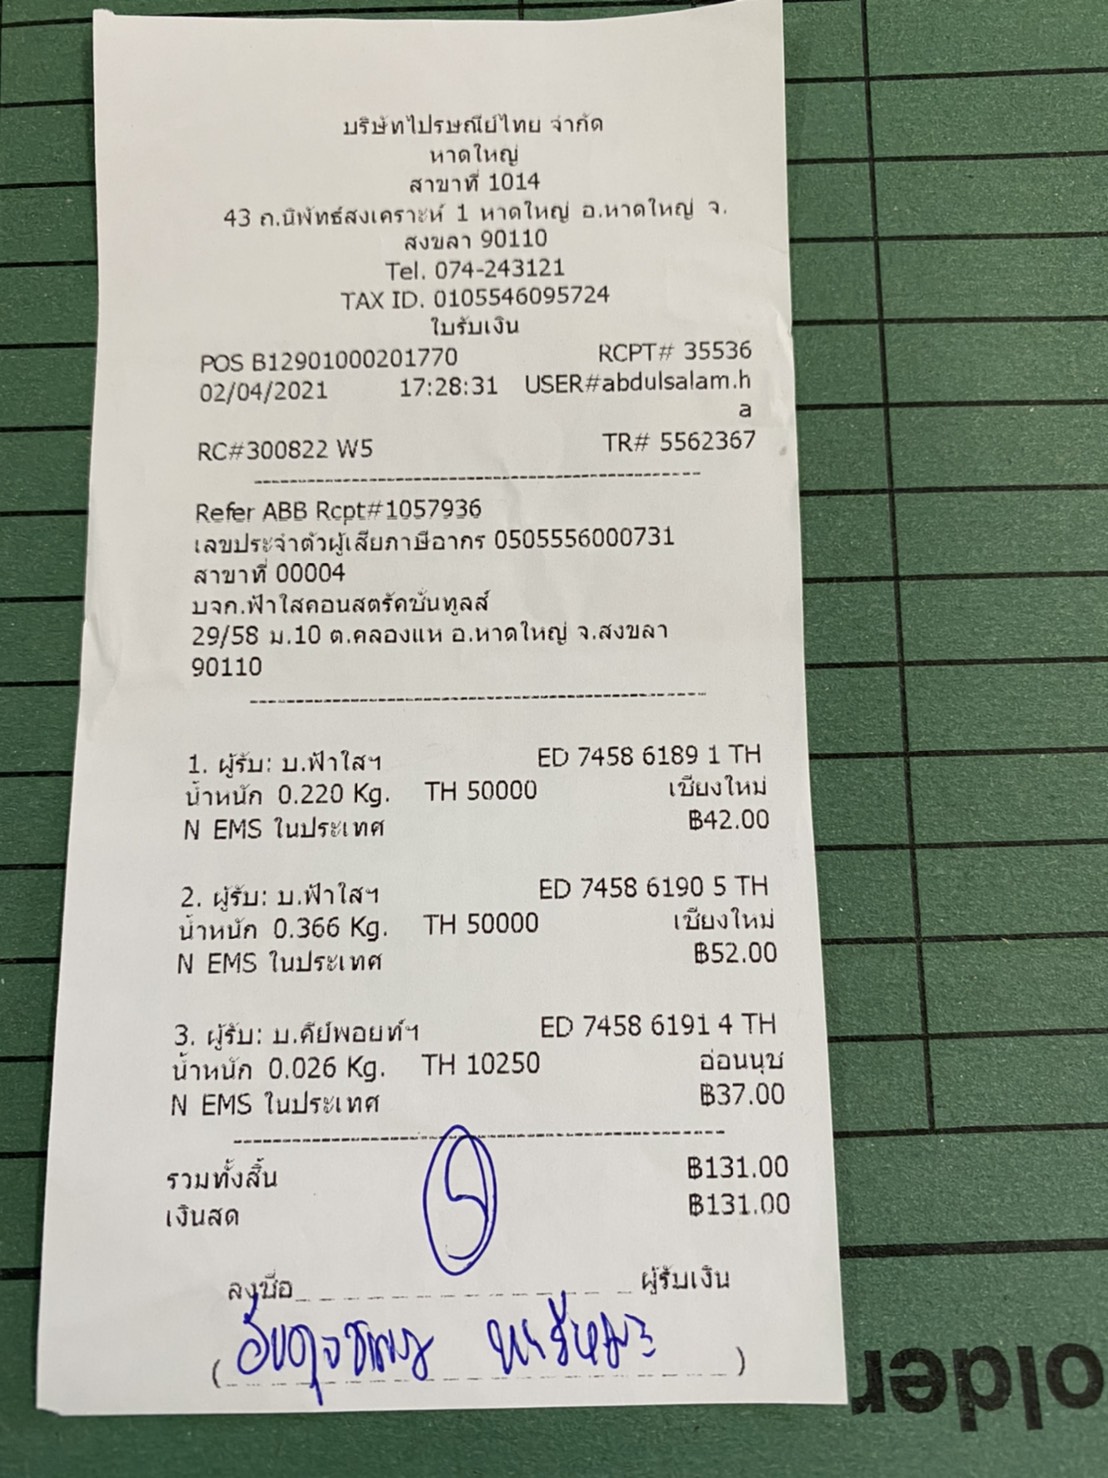 บริษัทไปรษณีย์ไทย จำกัด
หาดใหญ่
สาขาที่ 1014
43 ถ.นิพัทธ์สงเคราะห์ 1 หาดใหญ่ อ.หาดใหญ่ จ.
สงขลา 90110
Tel. 074-243121
TAX ID. 0105546095724
ใบรับเงิน
POS B12901000201770 RCPT# 35536
02/04/2021 17:28:31 USER#abdulsalam.h
a
RC#300822 W5 TR# 5562367
Refer ABB Rcpt#1057936
เลขประจำตัวผู้เสียภาษีอากร 0505556000731
สาขาที่ 00004
บจก.ฟ้าใสคอนสตรัคชั่นทูลส์
29/58 ม.10 ต.คลองแห อ.หาดใหญ่ จ.สงขลา
90110
1. ผู้รับ: บ.ฟ้าใสฯ ED 7458 6189 1 TH
น้ำหนัก 0.220 Kg. TH 50000 เชียงใหม่
N EMS ในประเทศ ฿42.00
2. ผู้รับ: บ.ฟ้าใสฯ ED 7458 6190 5 TH
น้ำหนัก 0.366 Kg. TH 50000 เชียงใหม่
N EMS ในประเทศ ฿52.00
3. ผู้รับ: บ.คีย์พอยท์ฯ ED 7458 6191 4 TH
น้ำหนัก 0.026 Kg. TH 10250 อ่อนนุช
N EMS ในประเทศ ฿37.00
รวมทั้งสิ้น ฿131.00
เงินสด ฿131.00
ลงชื่อ ผู้รับเงิน
( )
older